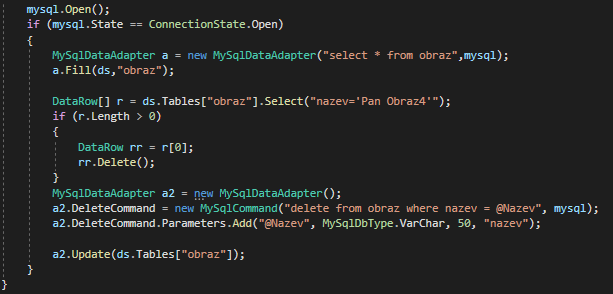 mysql.Open();
if (mysql.State == ConnectionState.Open)
{
MySqlDataAdapter a = new MySqlDataAdapter("select * from obraz",mysql);
a.Fill(ds,"obraz");
DataRow[] r = ds.Tables["obraz"].Select("nazev='Pan Obraz4'");
if (r.Length > 0)
{
DataRow rr = r[0];
rr.Delete();
}
MySqlDataAdapter a2 = new MySqlDataAdapter();
a2.DeleteCommand = new MySqlCommand("delete from obraz where nazev = @Nazev", mysql);
a2.DeleteCommand.Parameters.Add("@Nazev", MySqlDbType.VarChar, 50, "nazev");
a2.Update(ds.Tables["obraz"]);
}
}